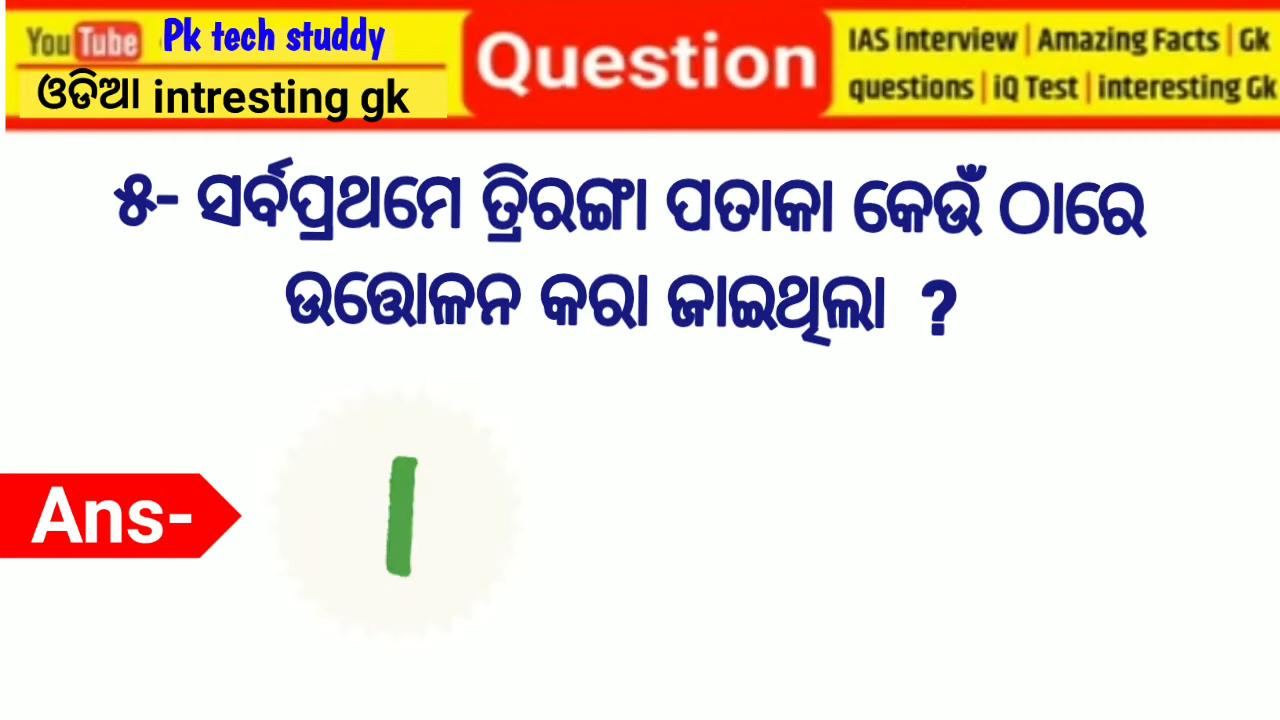 YouTube Pk tech studdy
ଓଡିଆ intresting gk
Question
IAS interview | Amazing Facts | Gk
questions | iQ Test | interesting Gk
୫- ସର୍ବପ୍ରଥମେ ତ୍ରିରଙ୍ଗା ପତାକା କେଉଁ ଠାରେ
ଉତ୍ତୋଳନ କରା ଜାଇଥିଲା ?
Ans-
1